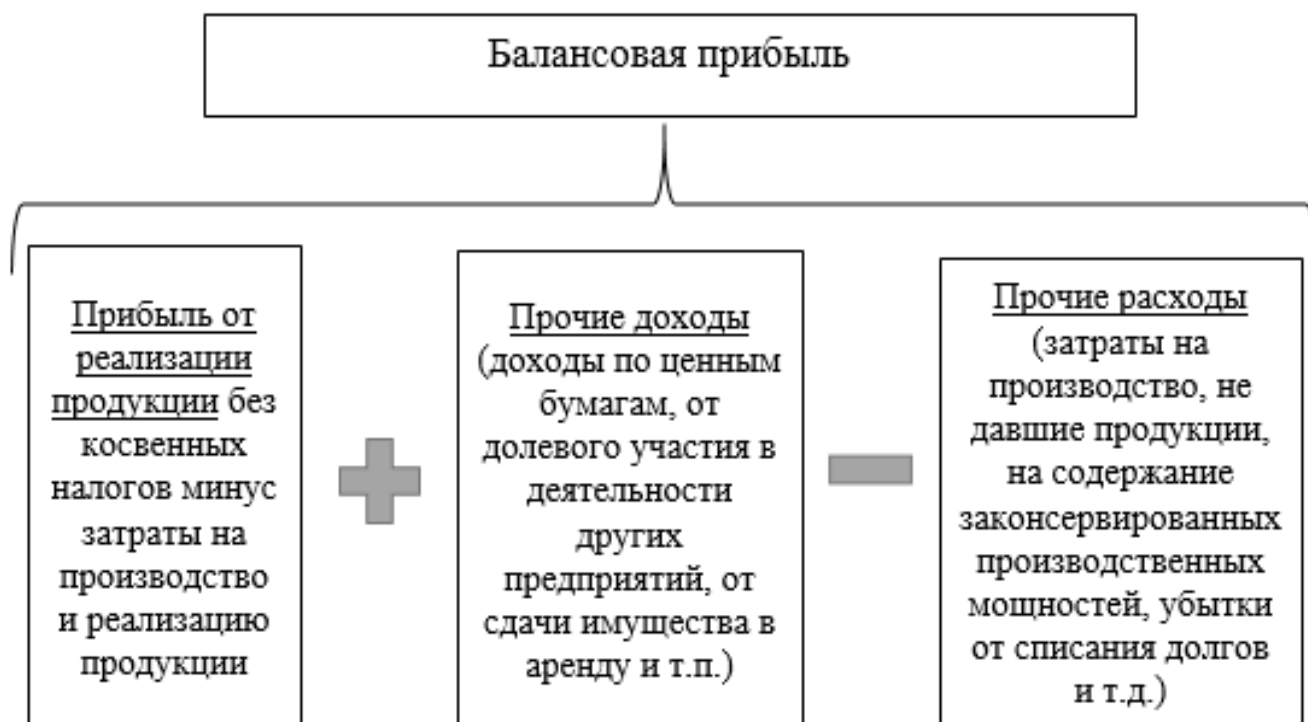 Балансовая прибыль
Прибыль от
реализации
продукции без
косвенных
налогов минус
затраты на
производство
и реализацию
продукции
Прочие доходы
(доходы по ценным
бумагам, от
долевого участия в
деятельности
других
предприятий, от
сдачи имущества в
аренду и т.п.)
Прочие расходы
(затраты на
производство, не
давшие продукции,
на содержание
законсервированных
производственных
мощностей, убытки
от списания долгов
и т.д.)